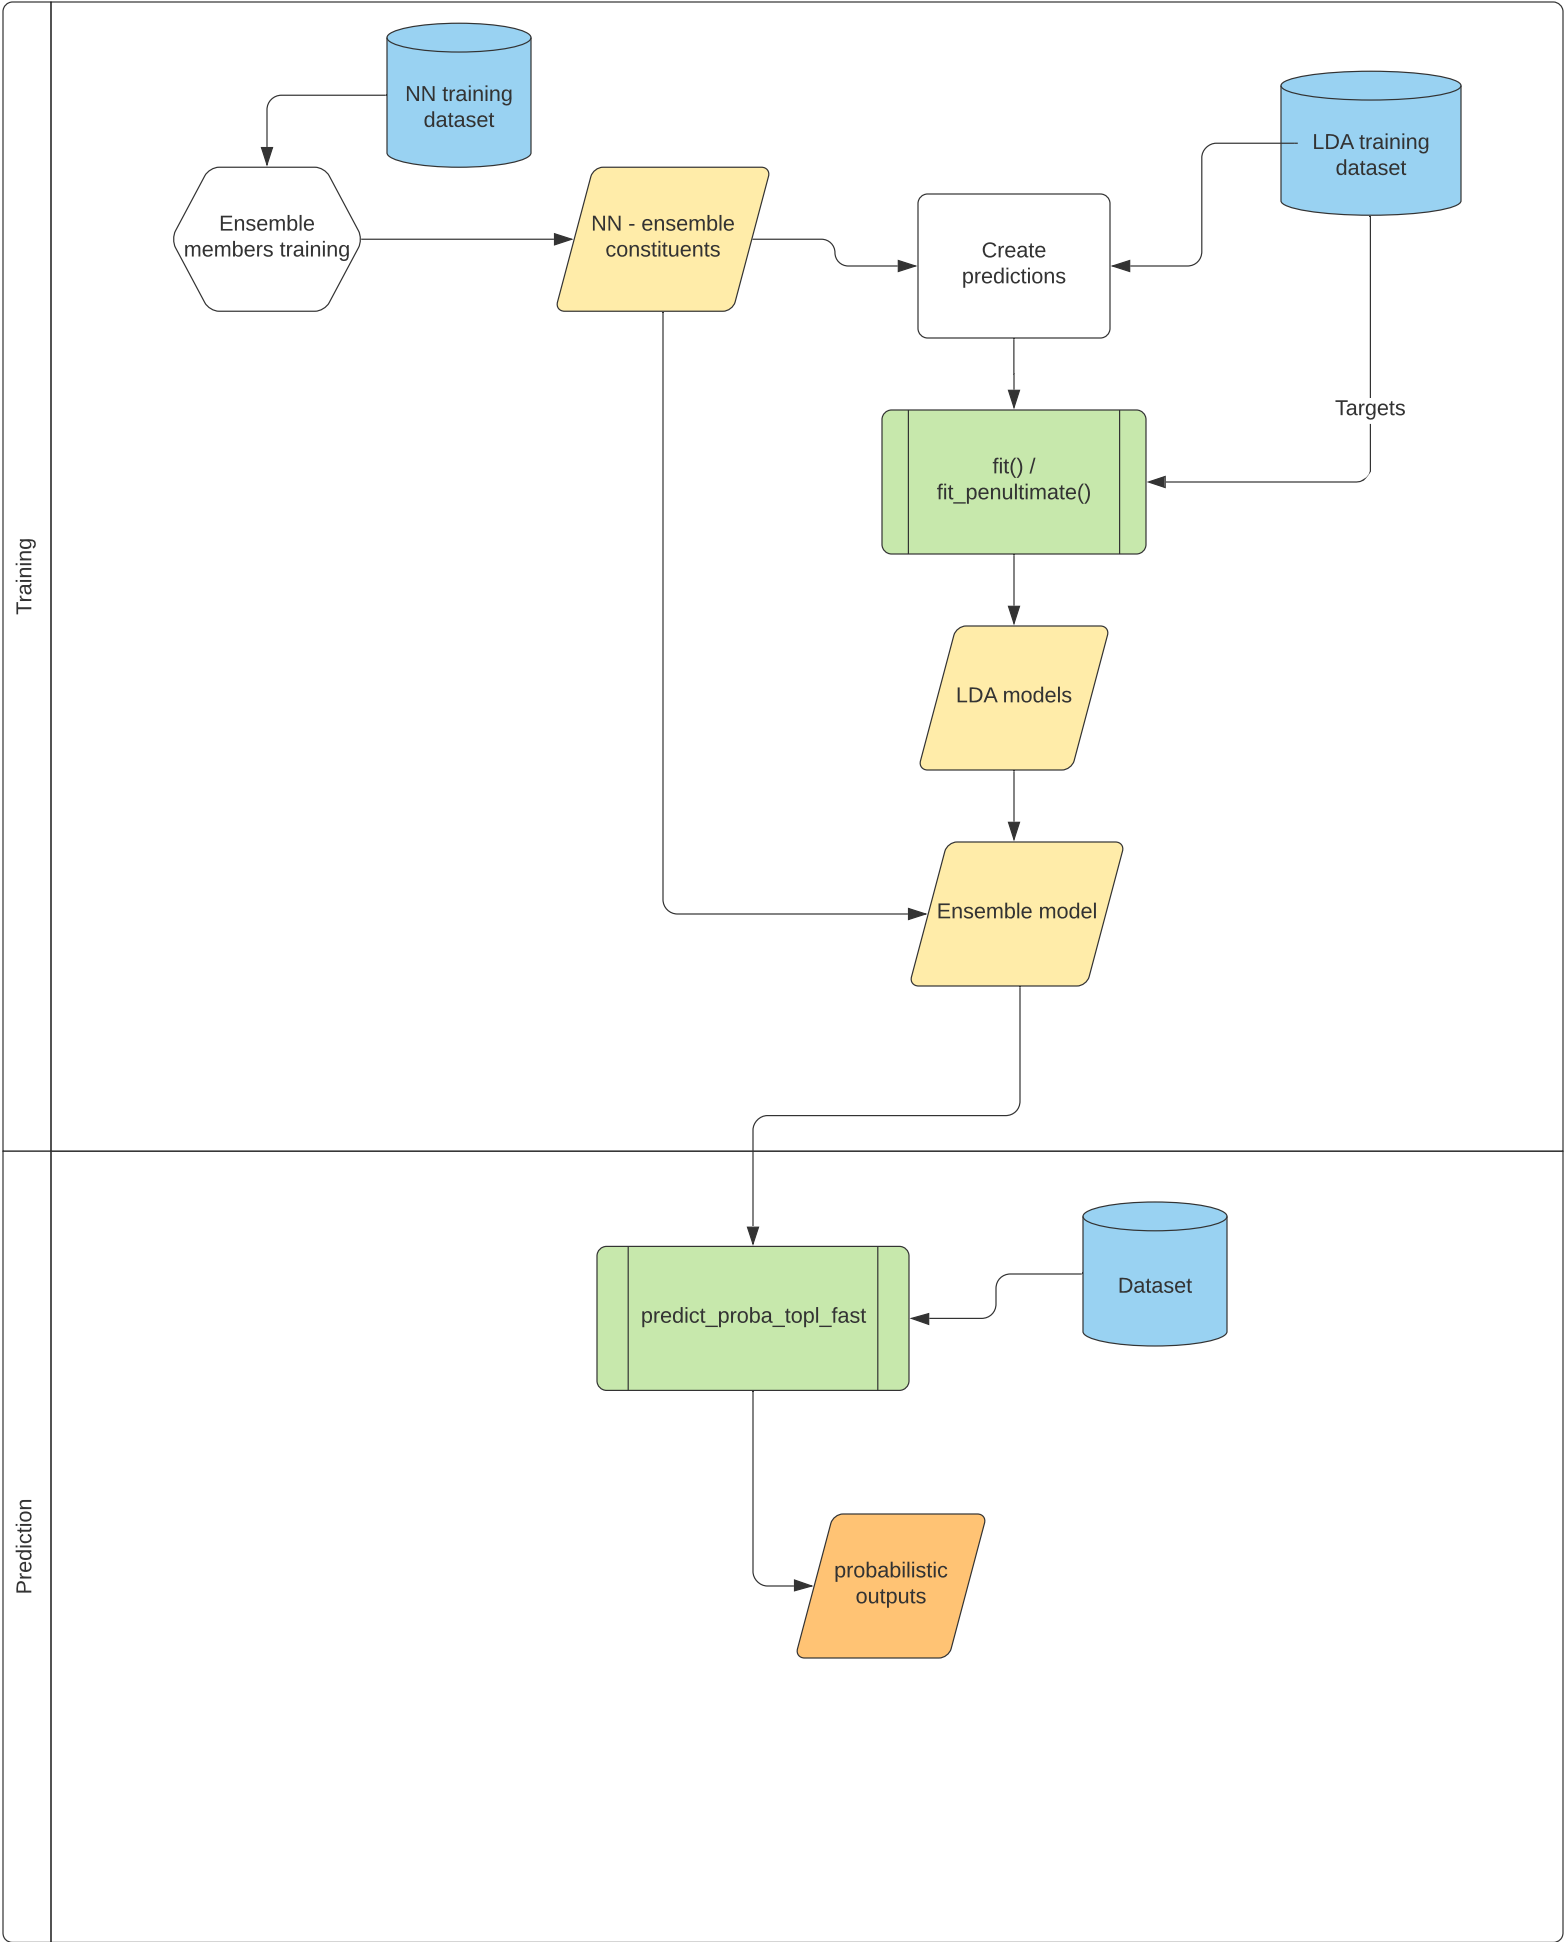 Training
NN training
dataset
LDA training
dataset
Ensemble
members training
NN - ensemble
constituents
Create
predictions
Targets
fit() /
fit_penultimate()
LDA models
Ensemble model
Prediction
Dataset
predict_proba_topl_fast
probabilistic
outputs